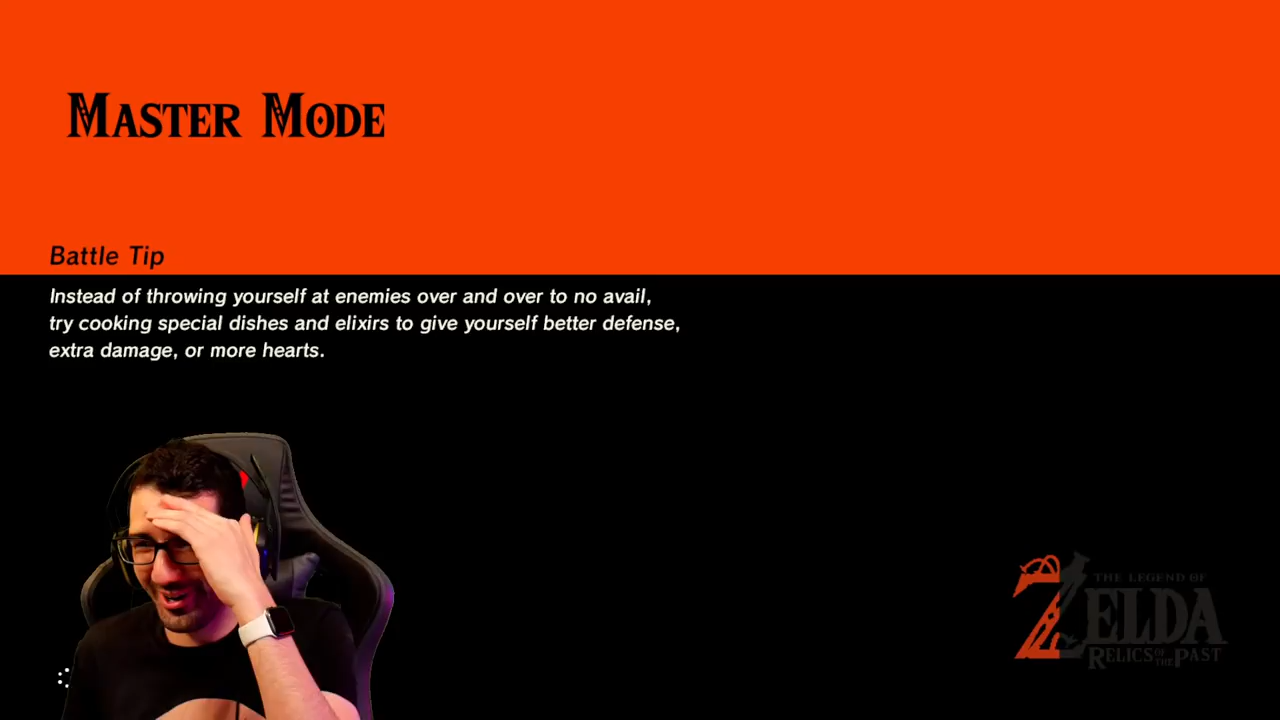 Master Mode
Battle Tip
Instead of throwing yourself at enemies over and over to no avail,
try cooking special dishes and elixirs to give yourself better defense,
extra damage, or more hearts.
THE LEGEND OF
ZELDA
RELICS OF THE PAST